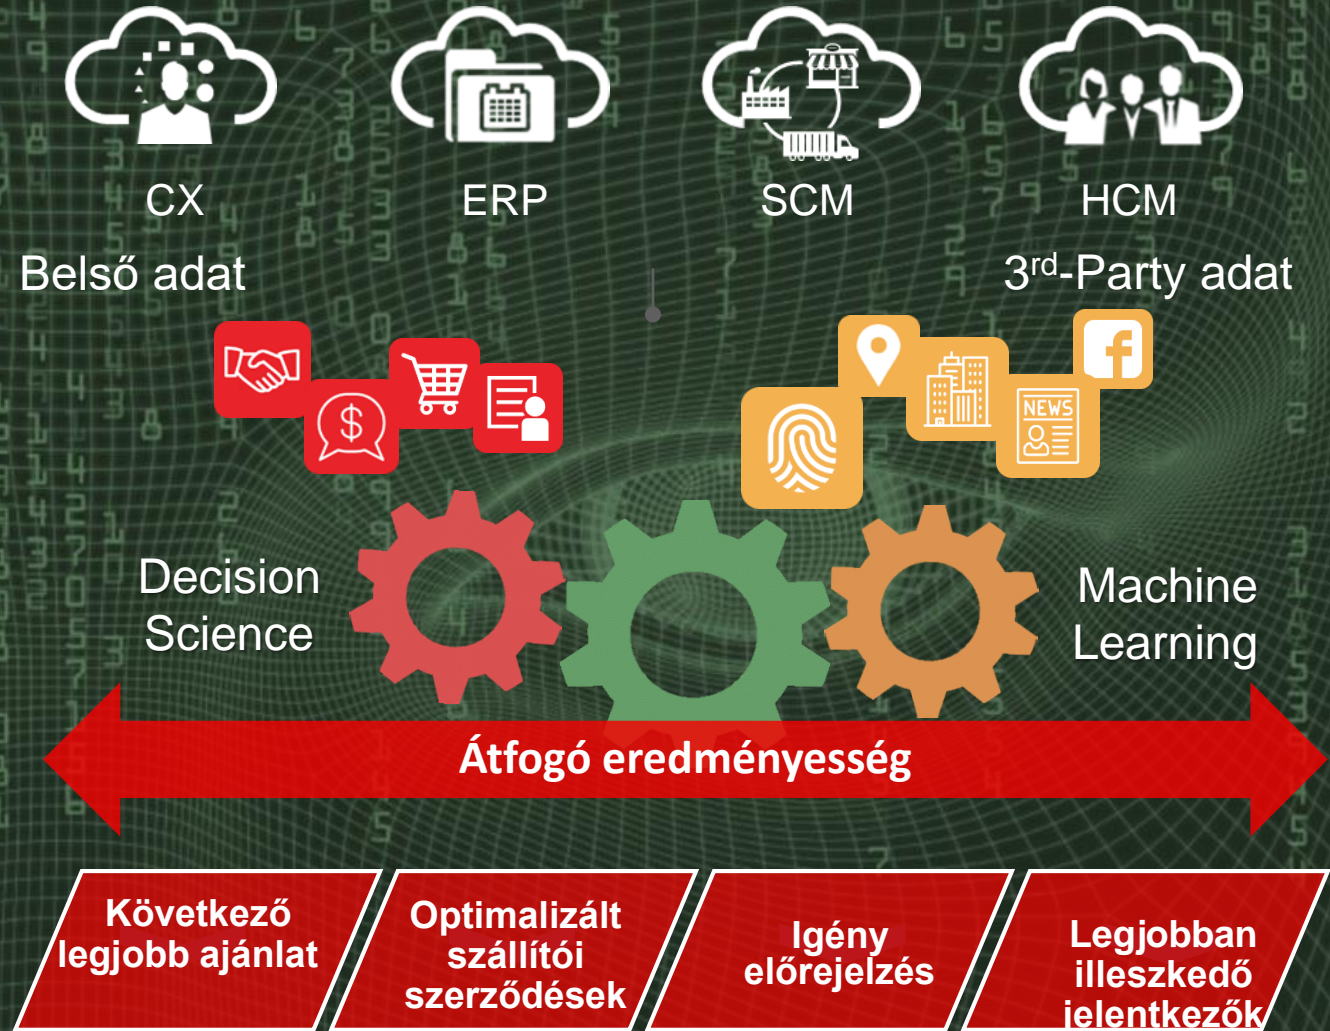 CX
ERP
SCM
HCM
Belső adat
3rd-Party adat
NEWS
Decision
Science
Machine
Learning
Átfogó eredményesség
Következő
legjobb ajánlat
Optimalizált
szállítói
szerződések
Igény
előrejelzés
Legjobban
illeszkedő
jelentkezők